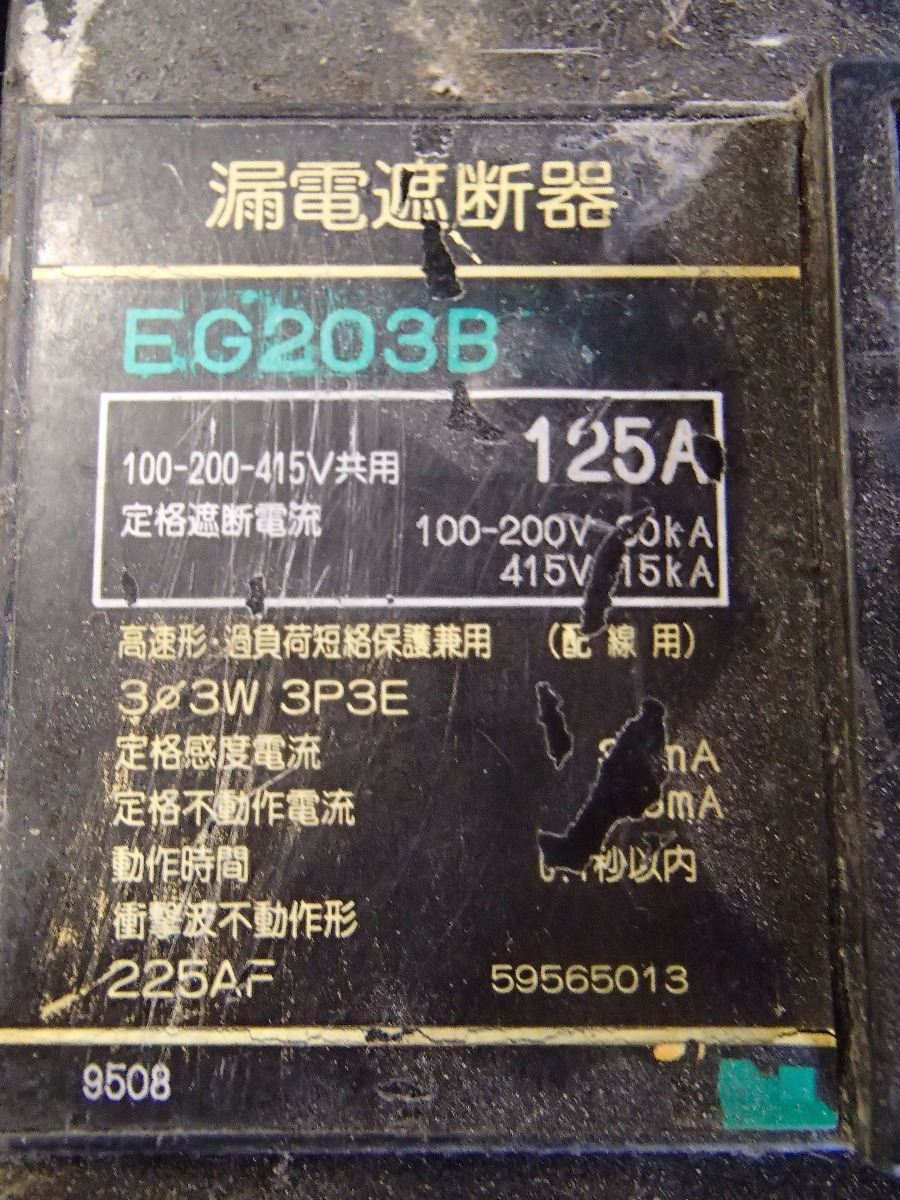 漏電遮断器
EG203B
125A
100-200-415V共用
定格遮断電流 100-200V
415V 15kA
高速形・過負荷短絡保護兼用 (配線用)
3ø3W 3P3E
定格感度電流
定格不動作電流
動作時間 秒以内
衝撃波不動作形
225AF 59565013
9508